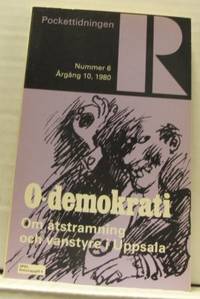 Pockettidningen
R
Nummer 6
Årgång 10, 1980
O demokrati
Om åtstramning
och vanstyre i Uppsala